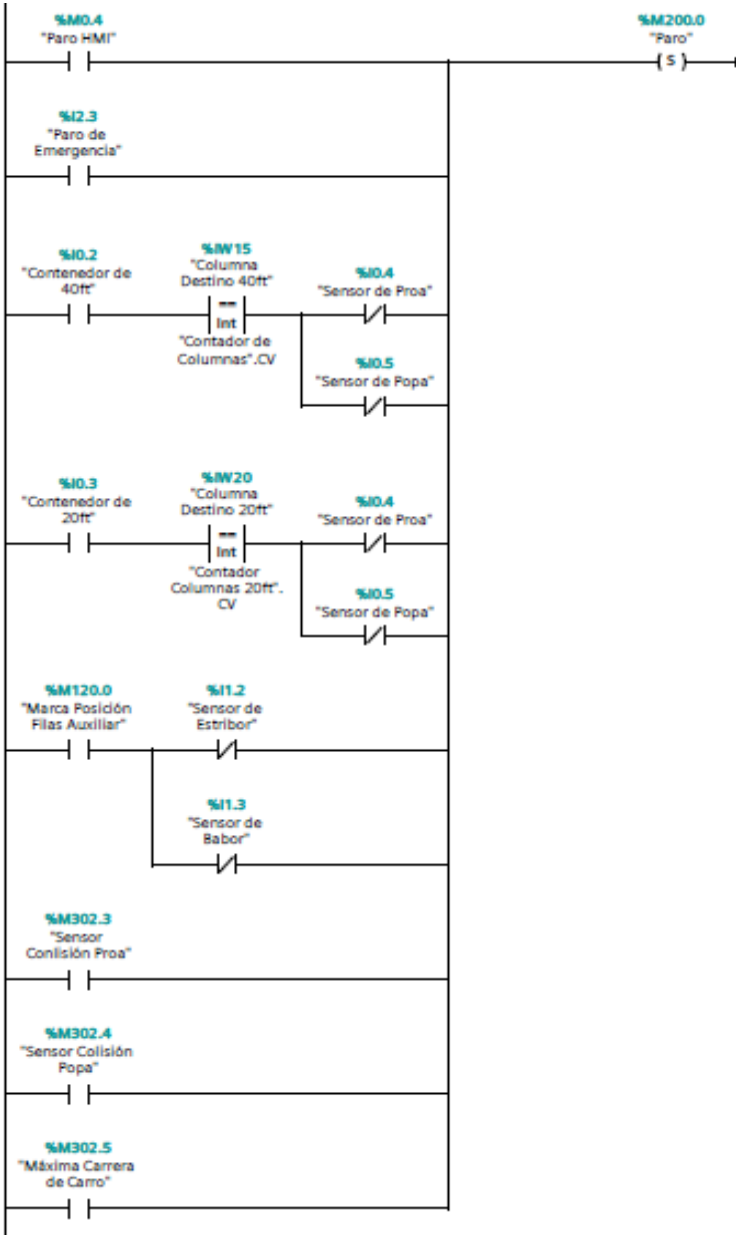 %M0.4
"Paro HMI"
%M200.0
"Paro"
S
%I2.3
"Paro de
Emergencia"
%I0.2
"Contenedor de
40ft"
%IW15
"Columna
Destino 40ft"
==
Int
"Contador de
Columnas".CV
%I0.4
"Sensor de Proa"
%I0.5
"Sensor de Popa"
%I0.3
"Contenedor de
20ft"
%IW20
"Columna
Destino 20ft"
==
Int
"Contador
Columnas 20ft".
CV
%I0.4
"Sensor de Proa"
%I0.5
"Sensor de Popa"
%M120.0
"Marca Posición
Filas Auxiliar"
%I1.2
"Sensor de
Estribor"
%I1.3
"Sensor de
Babor"
%M302.3
"Sensor
Conlisión Proa"
%M302.4
"Sensor Colisión
Popa"
%M302.5
"Máxima Carrera
de Carro"